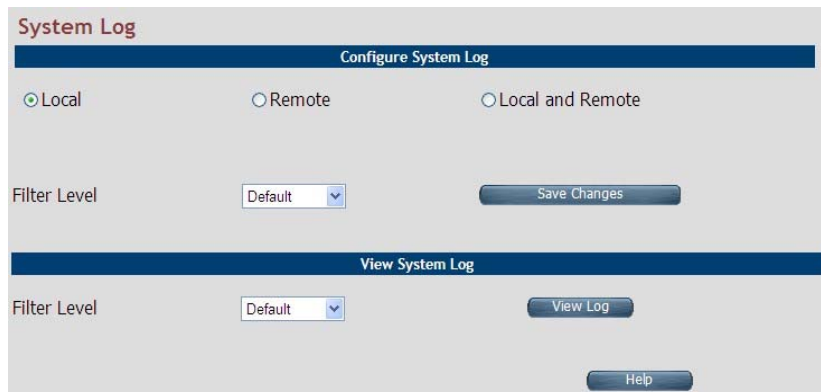 System Log
Configure System Log
Local Remote Local and Remote
Filter Level Default Save Changes
View System Log
Filter Level Default View Log
Help